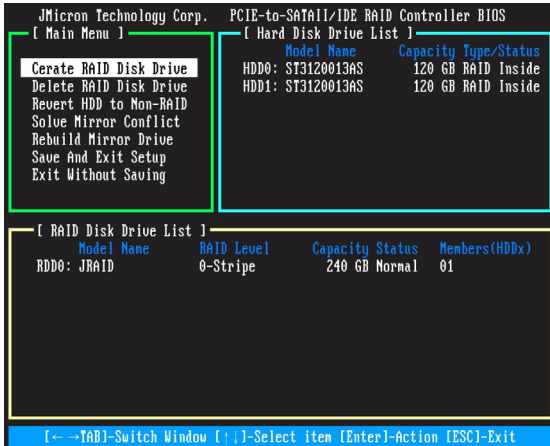 JMicron Technology Corp. PCIE-to-SATAII/IDE RAID Controller BIOS
[ Main Menu ]
Cerate RAID Disk Drive
Delete RAID Disk Drive
Revert HDD to Non-RAID
Solve Mirror Conflict
Rebuild Mirror Drive
Save And Exit Setup
Exit Without Saving
[ Hard Disk Drive List ]
Model Name Capacity Type/Status
HDD0: ST3120013AS 120 GB RAID Inside
HDD1: ST3120013AS 120 GB RAID Inside
[ RAID Disk Drive List ]
Model Name RAID Level Capacity Status Members(HDDx)
RDD0: JRAID 0-Stripe 240 GB Normal 01
[← →TAB]-Switch Window [↑↓]-Select item [Enter]-Action [ESC]-Exit